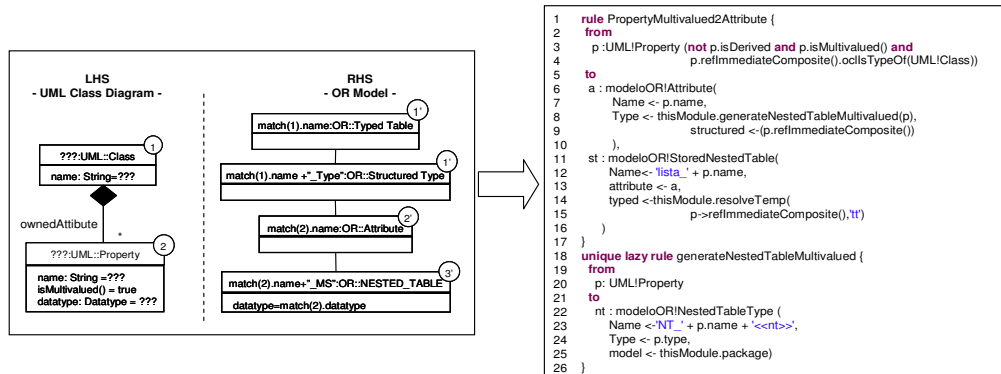 LHS
- UML Class Diagram -
1
???:UML::Class
name: String=???
ownedAttibute
*
2
???:UML::Property
name: String =???
isMultivalued() = true
datatype: Datatype = ???
RHS
- OR Model -
1'
match(1).name:OR::Typed Table
1'
match(1).name +"_Type":OR::Structured Type
2'
match(2).name:OR::Attribute
3'
match(2).name+"_MS":OR::NESTED_TABLE
datatype=match(2).datatype
1 rule PropertyMultivalued2Attribute {
2 from
3 p :UML!Property (not p.isDerived and p.isMultivalued() and
4 p.refImmediateComposite().oclIsTypeOf(UML!Class))
5 to
6 a : modeloOR!Attribute(
7 Name <- p.name,
8 Type <- thisModule.generateNestedTableMultivalued(p),
9 structured <-(p.refImmediateComposite())
10 ),
11 st : modeloOR!StoredNestedTable(
12 Name<- 'lista_' + p.name,
13 attribute <- a,
14 typed <-thisModule.resolveTemp(
15 p->refImmediateComposite(),'tt')
16 )
17 }
18 unique lazy rule generateNestedTableMultivalued {
19 from
20 p: UML!Property
21 to
22 nt : modeloOR!NestedTableType (
23 Name <-'NT_' + p.name + '<<nt>>',
24 Type <- p.type,
25 model <- thisModule.package)
26 }